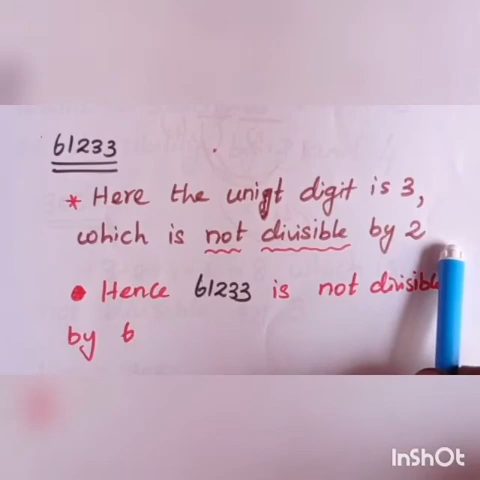 61233
* Here the unigt digit is 3,
which is not divisible by 2
• Hence 61233 is not divisible
by 6
InShOt